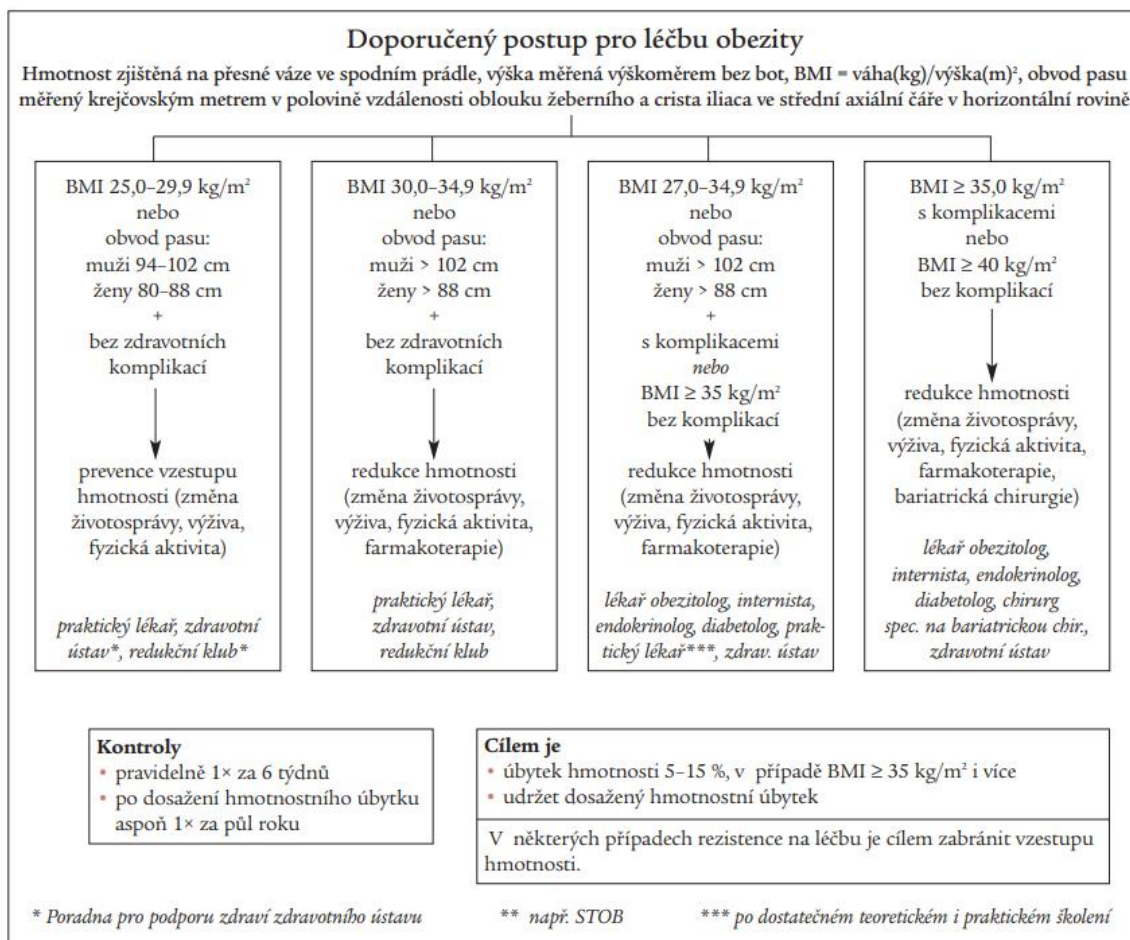 Doporučený postup pro léčbu obezity
Hmotnost zjištěná na přesné váze ve spodním prádle, výška měřená výškoměrem bez bot, BMI = váha(kg)/výška(m)², obvod pasu
měřený krejčovským metrem v polovině vzdálenosti oblouku žeberního a crista iliaca ve střední axiální čáře v horizontální rovině
BMI 25,0–29,9 kg/m²
nebo
obvod pasu:
muži 94–102 cm
ženy 80–88 cm
+
bez zdravotních
komplikací
prevence vzestupu
hmotnosti (změna
životosprávy, výživa,
fyzická aktivita)
praktický lékař, zdravotní
ústav*, redukční klub*
BMI 30,0–34,9 kg/m²
nebo
obvod pasu:
muži > 102 cm
ženy > 88 cm
+
bez zdravotních
komplikací
redukce hmotnosti
(změna životosprávy,
výživa, fyzická aktivita,
farmakoterapie)
praktický lékař,
zdravotní ústav,
redukční klub
BMI 27,0–34,9 kg/m²
nebo
obvod pasu:
muži > 102 cm
ženy > 88 cm
+
s komplikacemi
nebo
BMI ≥ 35 kg/m²
bez komplikací
redukce hmotnosti
(změna životosprávy,
výživa, fyzická aktivita,
farmakoterapie)
lékař obezitolog, internista,
endokrinolog, diabetolog, prak-
tický lékař***, zdrav. ústav
BMI ≥ 35,0 kg/m²
s komplikacemi
nebo
BMI ≥ 40 kg/m²
bez komplikací
redukce hmotnosti
(změna životosprávy,
výživa, fyzická aktivita,
farmakoterapie,
bariatrická chirurgie)
lékař obezitolog,
internista, endokrinolog,
diabetolog, chirurg
spec. na bariatrickou chir.,
zdravotní ústav
Kontroly
• pravidelně 1× za 6 týdnů
• po dosažení hmotnostního úbytku
aspoň 1× za půl roku
Cílem je
• úbytek hmotnosti 5–15 %, v případě BMI ≥ 35 kg/m² i více
• udržet dosažený hmotnostní úbytek
V některých případech rezistence na léčbu je cílem zabránit vzestupu
hmotnosti.
* Poradna pro podporu zdraví zdravotního ústavu ** např. STOB *** po dostatečném teoretickém i praktickém školení